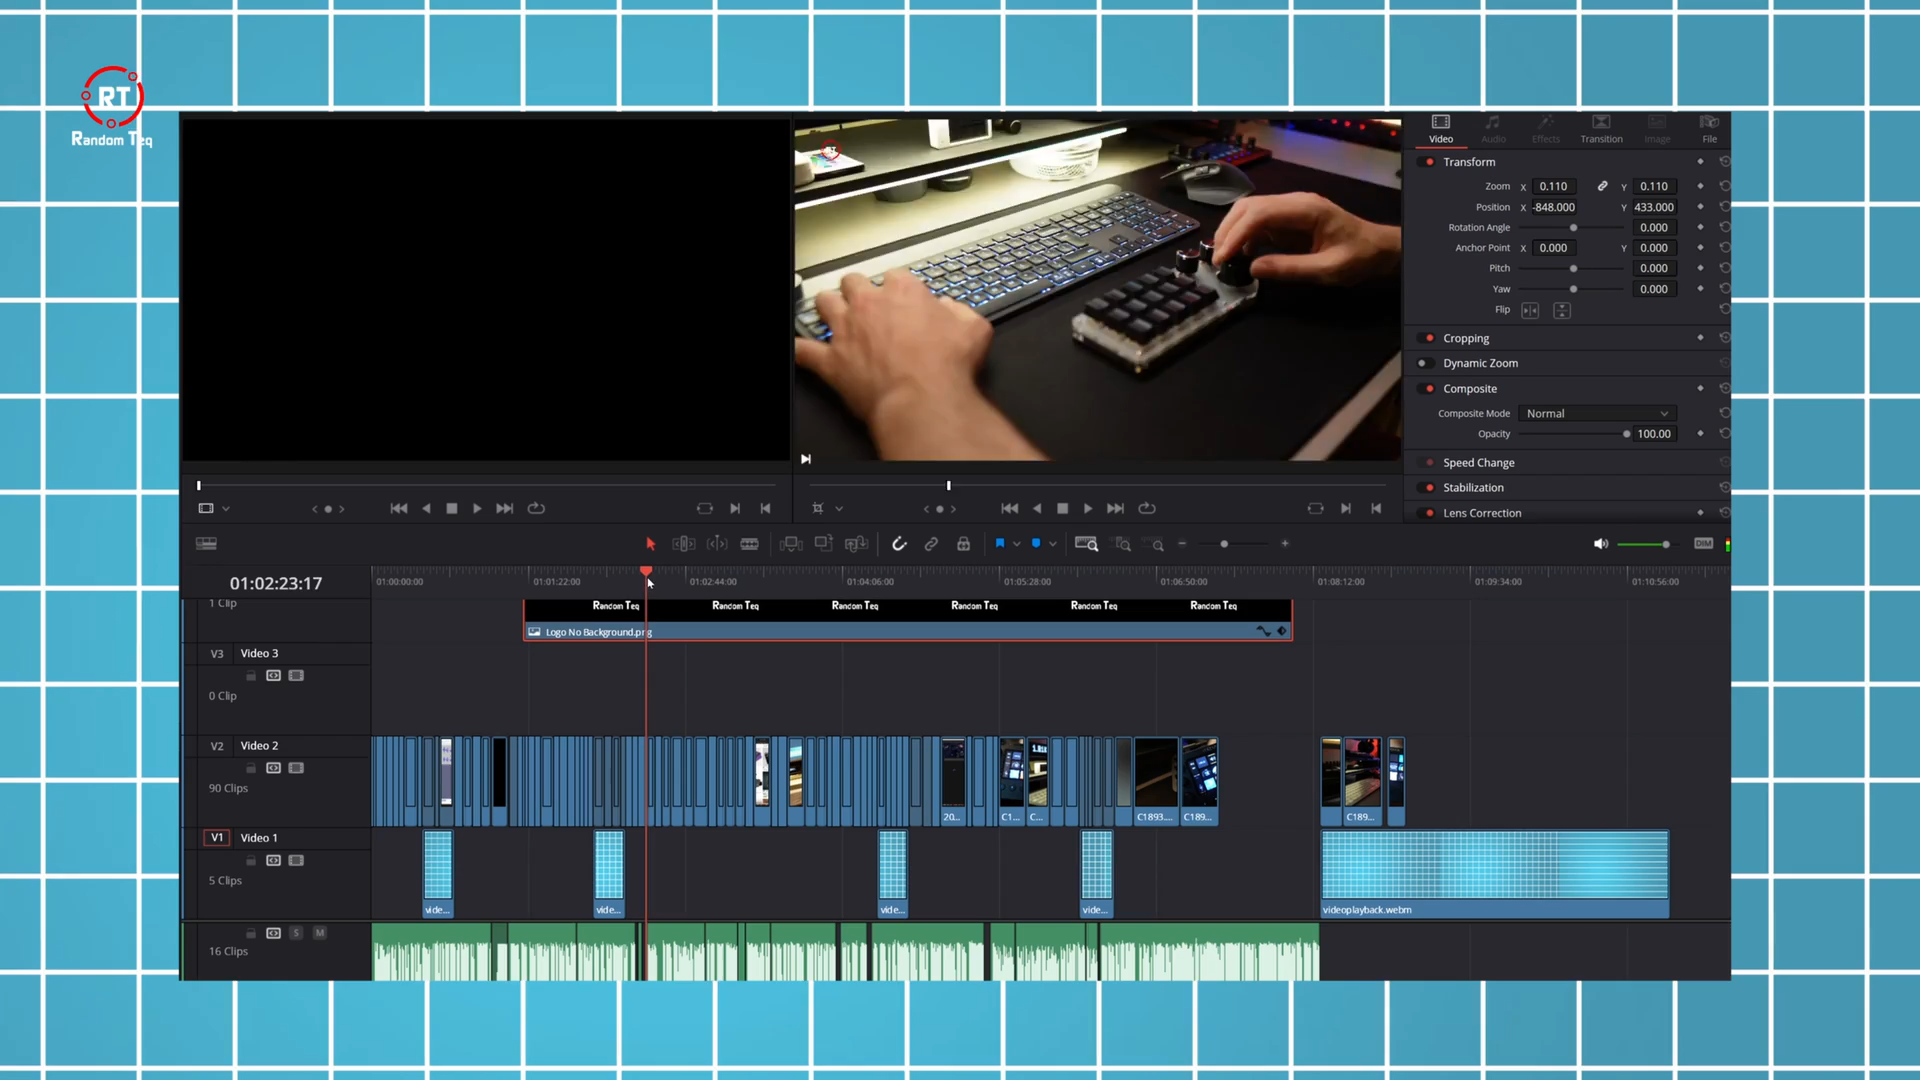 RT
Random Teq
Video Audio Effects Transition Image File
Transform
Zoom X 0.110 Y 0.110
Position X -848.000 Y 433.000
Rotation Angle 0.000
Anchor Point X 0.000 Y 0.000
Pitch 0.000
Yaw 0.000
Flip
Cropping
Dynamic Zoom
Composite
Composite Mode Normal
Opacity 100.00
Speed Change
Stabilization
Lens Correction
DIM
01:02:23:17
01:00:00:00 01:01:22:00 01:02:44:00 01:04:06:00 01:05:28:00 01:06:50:00 01:08:12:00 01:09:34:00 01:10:56:00
1 Clip
Random Teq Random Teq Random Teq Random Teq Random Teq Random Teq
Logo No Background.png
V3 Video 3
0 Clip
V2 Video 2
90 Clips
20... C1... C... C1893.... C189... C189...
V1 Video 1
5 Clips
vide... vide... vide... vide... videoplayback.webm
S M
16 Clips